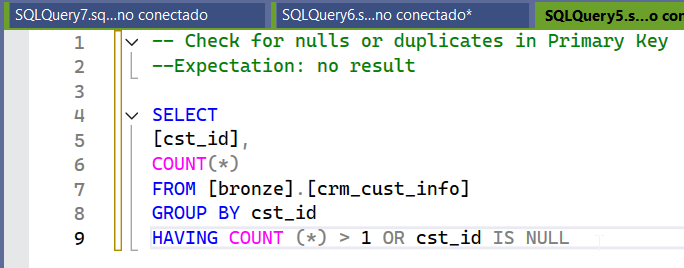 SQLQuery7.sq...no conectado
SQLQuery6.s...no conectado*
SQLQuery5.s...o con
1 -- Check for nulls or duplicates in Primary Key
2 --Expectation: no result
3
4 SELECT
5 [cst_id],
6 COUNT(*)
7 FROM [bronze].[crm_cust_info]
8 GROUP BY cst_id
9 HAVING COUNT (*) > 1 OR cst_id IS NULL